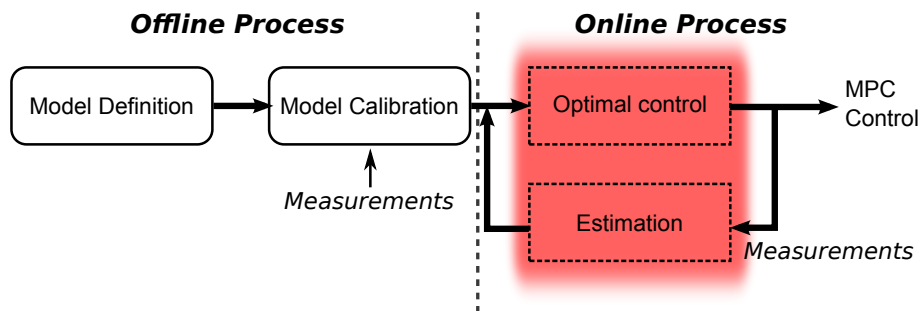 Offline Process
Online Process
Model Definition
Model Calibration
Optimal control
MPC
Control
Measurements
Estimation
Measurements